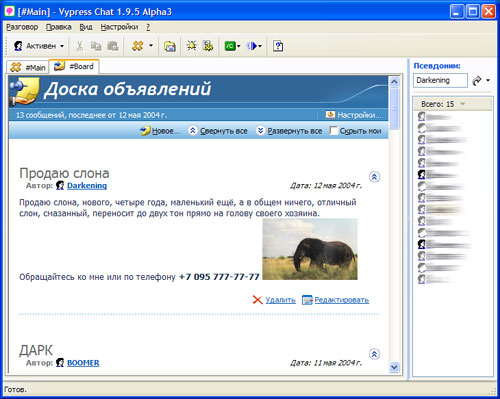 [#Main] - Vypress Chat 1.9.5 Alpha3
Разговор Правка Вид Настройки ?
Активен
#Main #Board
Псевдоним:
Darkening
Всего: 15
Доска объявлений
13 сообщений, последнее от 12 мая 2004 г.
Настройки...
Новое... Свернуть все Развернуть все Скрыть мои
Продаю слона
Автор: Darkening Дата: 12 мая 2004 г.
Продаю слона, нового, четыре года, маленький ещё, а в общем ничего, отличный
слон, смазанный, переносит до двух тон прямо на голову своего хозяина.
Обращайтесь ко мне или по телефону +7 095 777-77-77
Удалить Редактировать
ДАРК
Автор: BOOMER Дата: 11 мая 2004 г.
Готов.